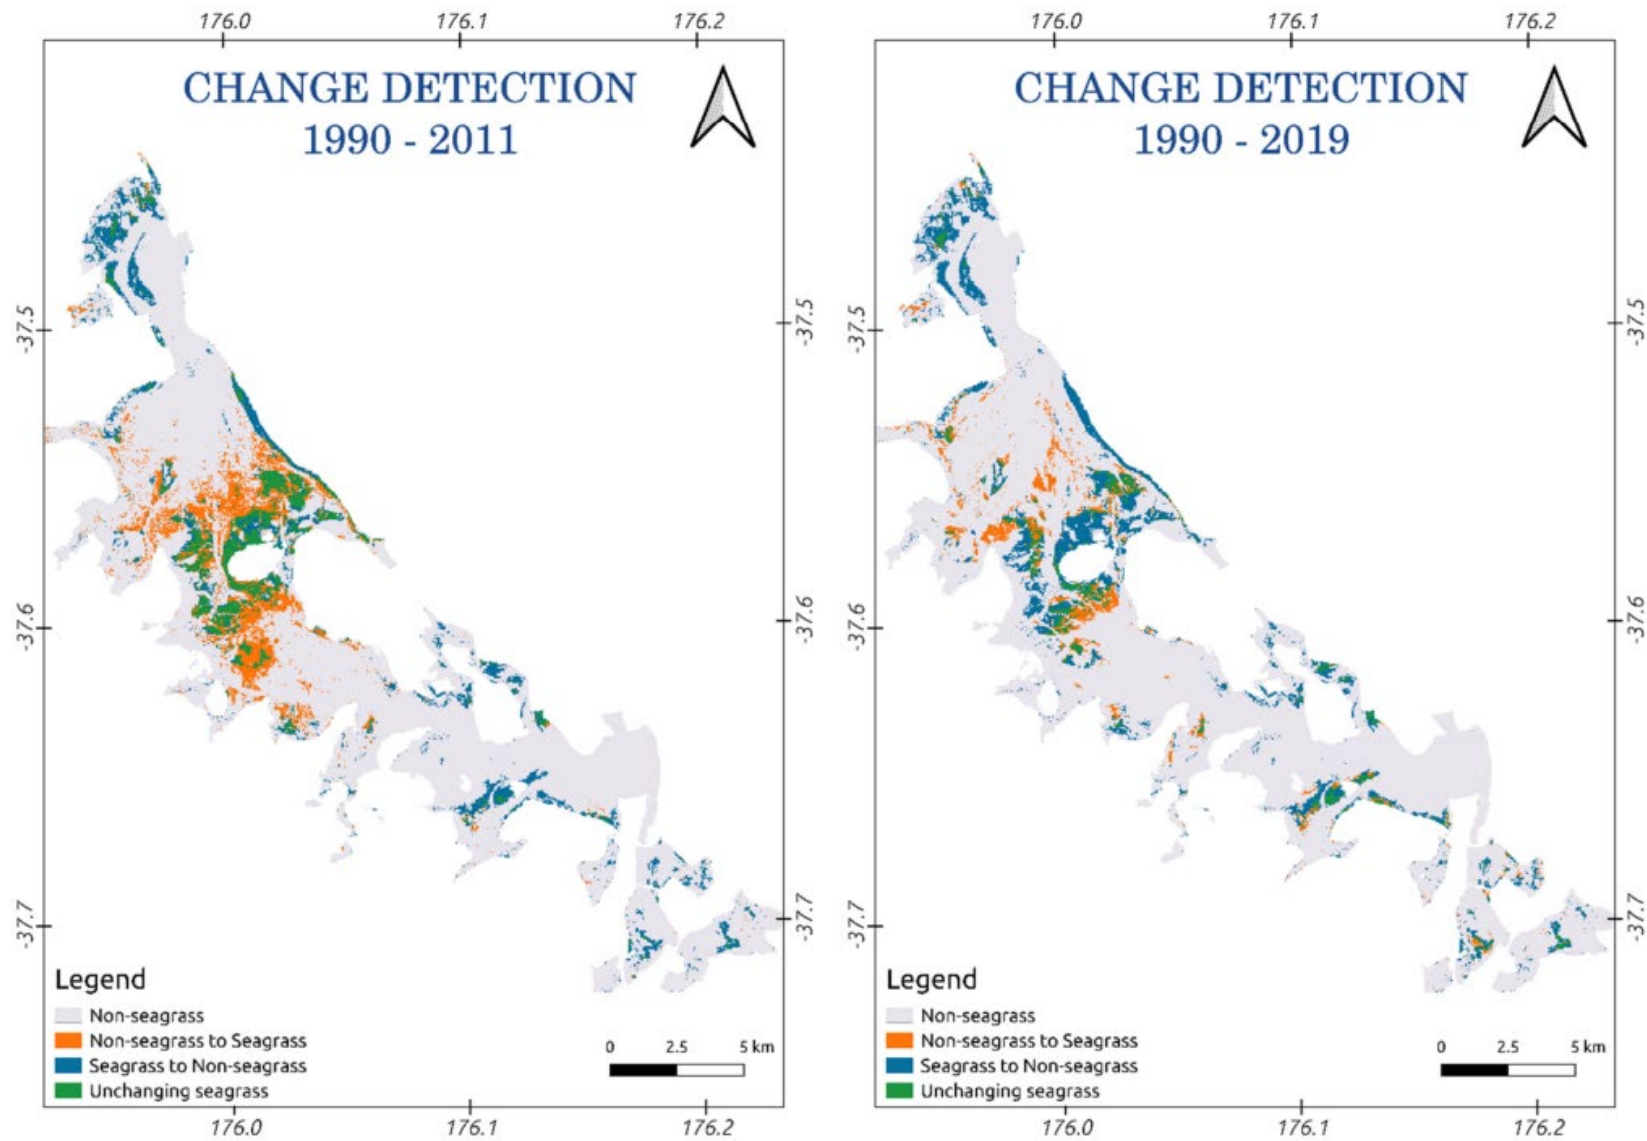 176.0 176.1 176.2
CHANGE DETECTION
1990 - 2011
-37.5 -37.5
-37.6 -37.6
-37.7 -37.7
Legend
Non-seagrass
Non-seagrass to Seagrass
Seagrass to Non-seagrass
Unchanging seagrass
0 2.5 5 km
176.0 176.1 176.2
176.0 176.1 176.2
CHANGE DETECTION
1990 - 2019
-37.5 -37.5
-37.6 -37.6
-37.7 -37.7
Legend
Non-seagrass
Non-seagrass to Seagrass
Seagrass to Non-seagrass
Unchanging seagrass
0 2.5 5 km
176.0 176.1 176.2